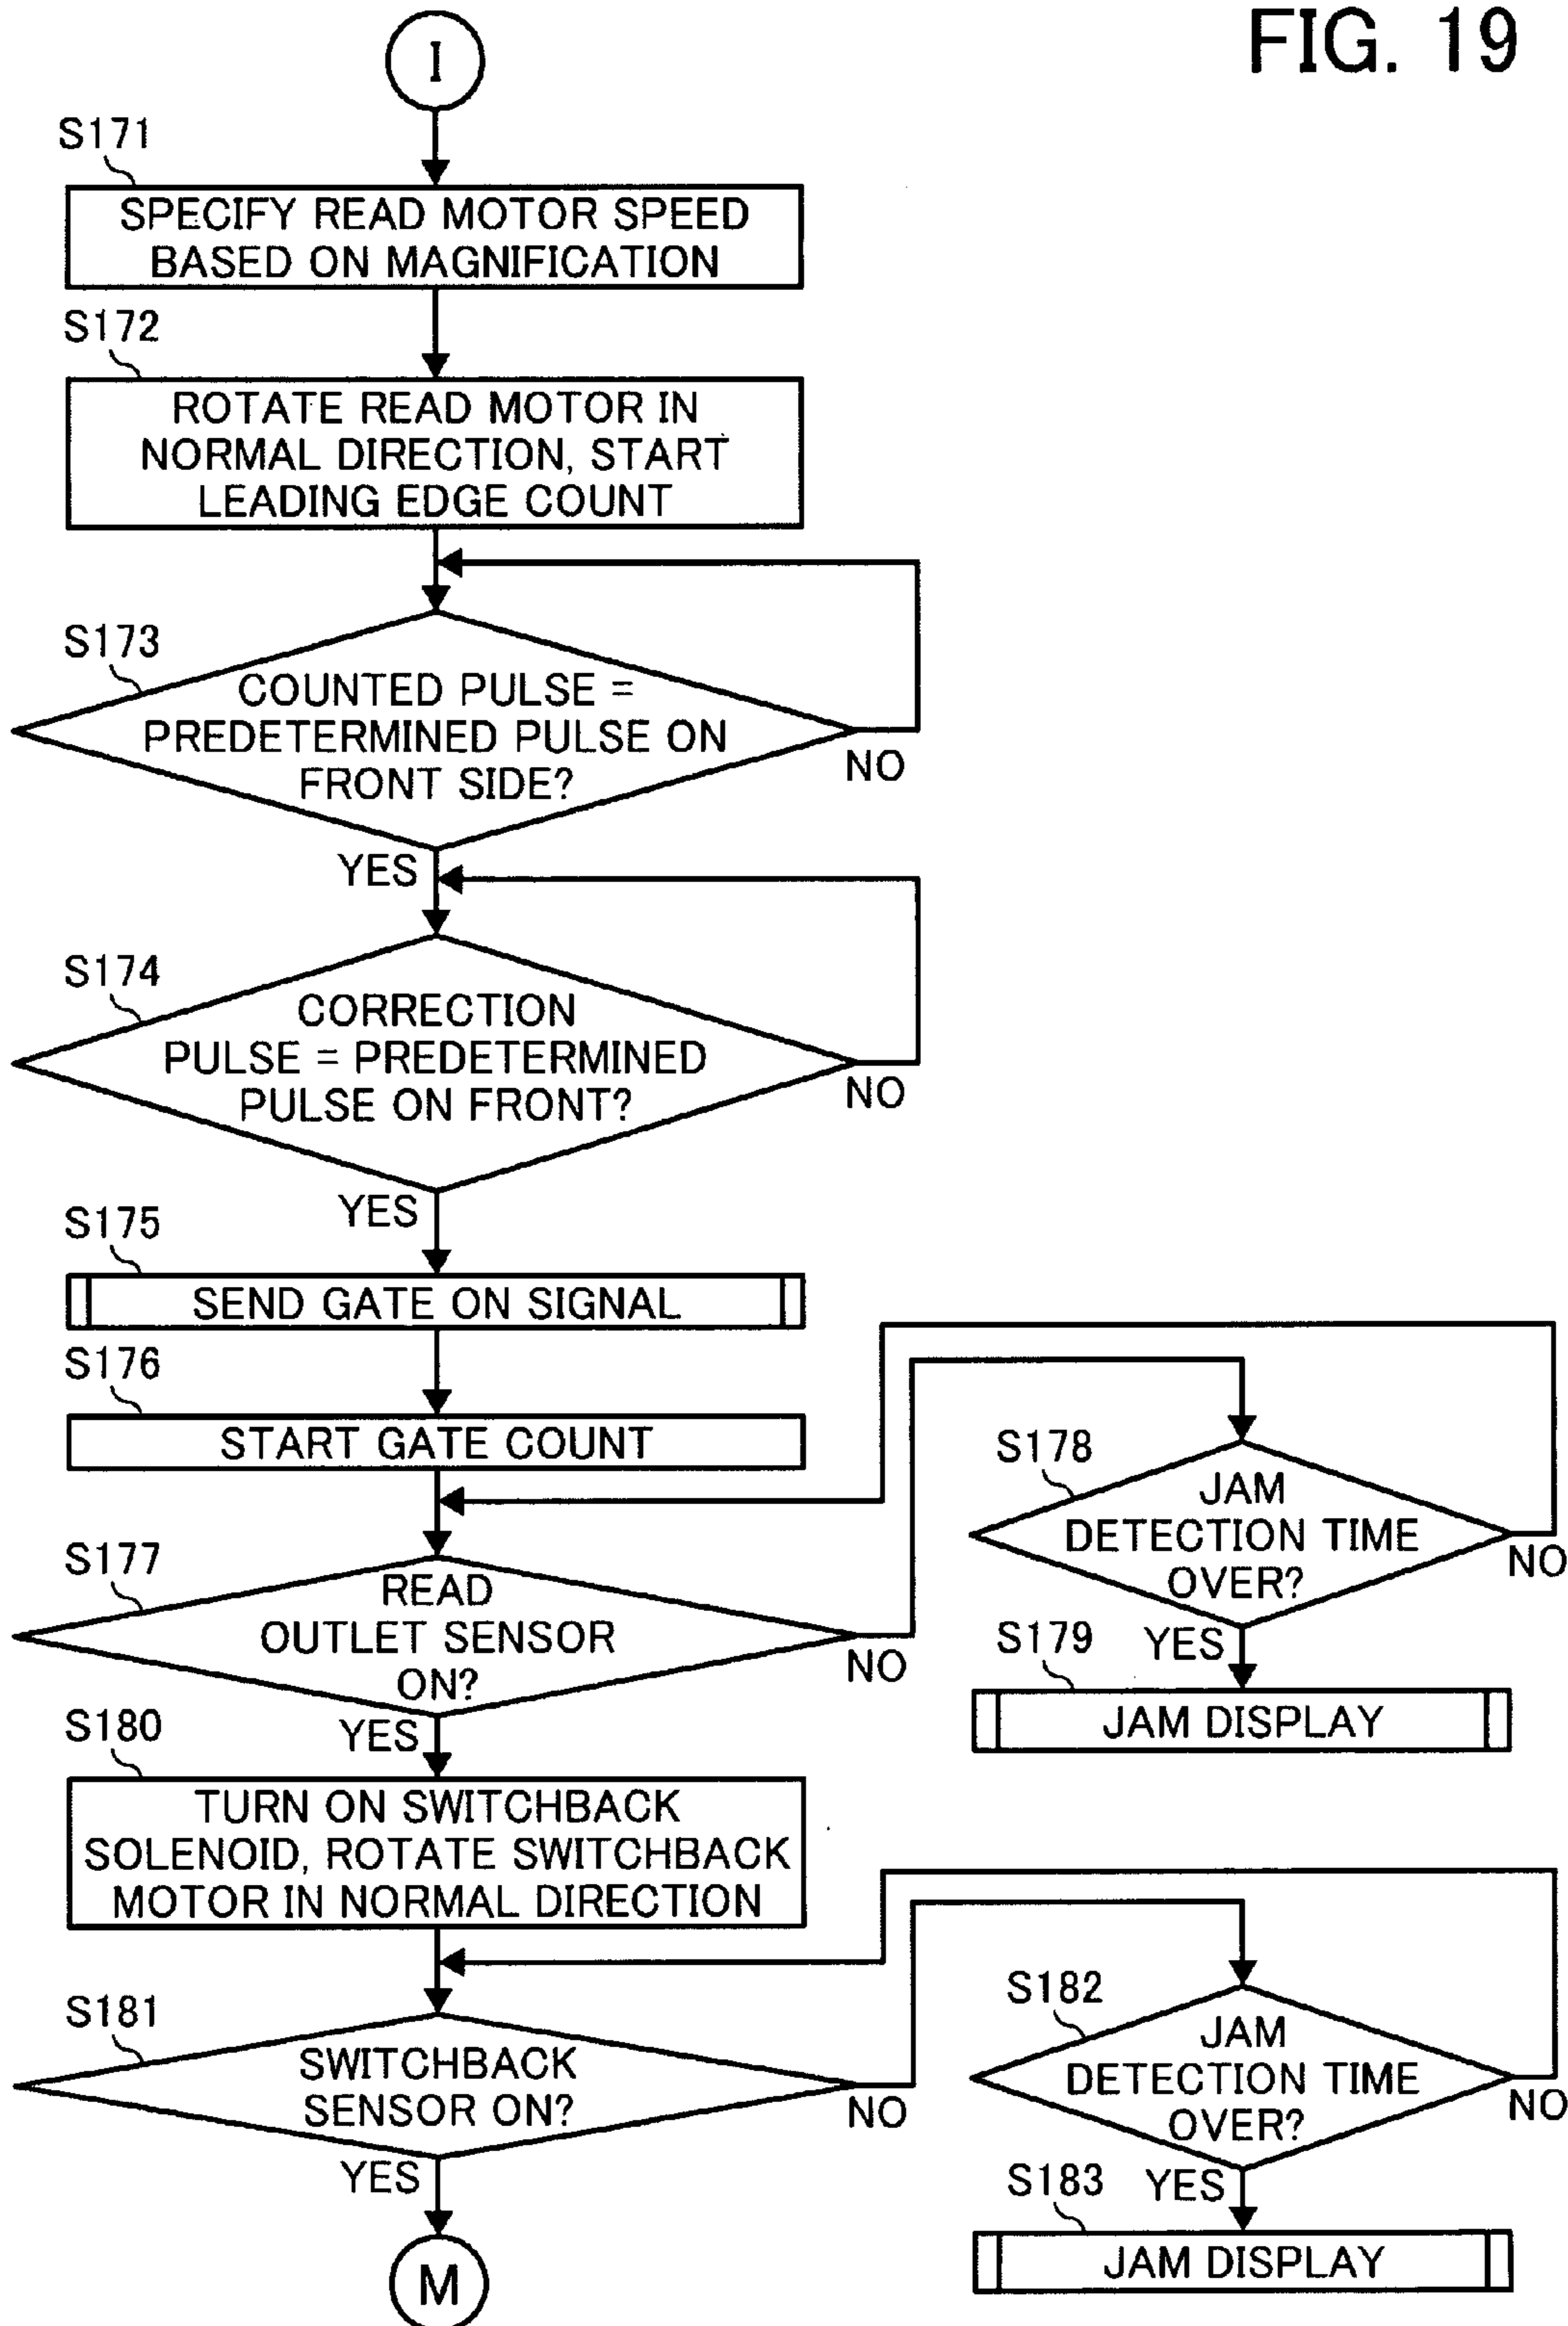 FIG. 19
I
S171
SPECIFY READ MOTOR SPEED
BASED ON MAGNIFICATION
S172
ROTATE READ MOTOR IN
NORMAL DIRECTION, START
LEADING EDGE COUNT
S173
COUNTED PULSE =
PREDETERMINED PULSE ON
FRONT SIDE?
NO
YES
S174
CORRECTION
PULSE = PREDETERMINED
PULSE ON FRONT?
NO
YES
S175
SEND GATE ON SIGNAL
S176
START GATE COUNT
S177
READ
OUTLET SENSOR
ON?
NO
YES
S178
JAM
DETECTION TIME
OVER?
NO
YES
S179
JAM DISPLAY
S180
TURN ON SWITCHBACK
SOLENOID, ROTATE SWITCHBACK
MOTOR IN NORMAL DIRECTION
S181
SWITCHBACK
SENSOR ON?
NO
YES
S182
JAM
DETECTION TIME
OVER?
NO
YES
S183
JAM DISPLAY
M